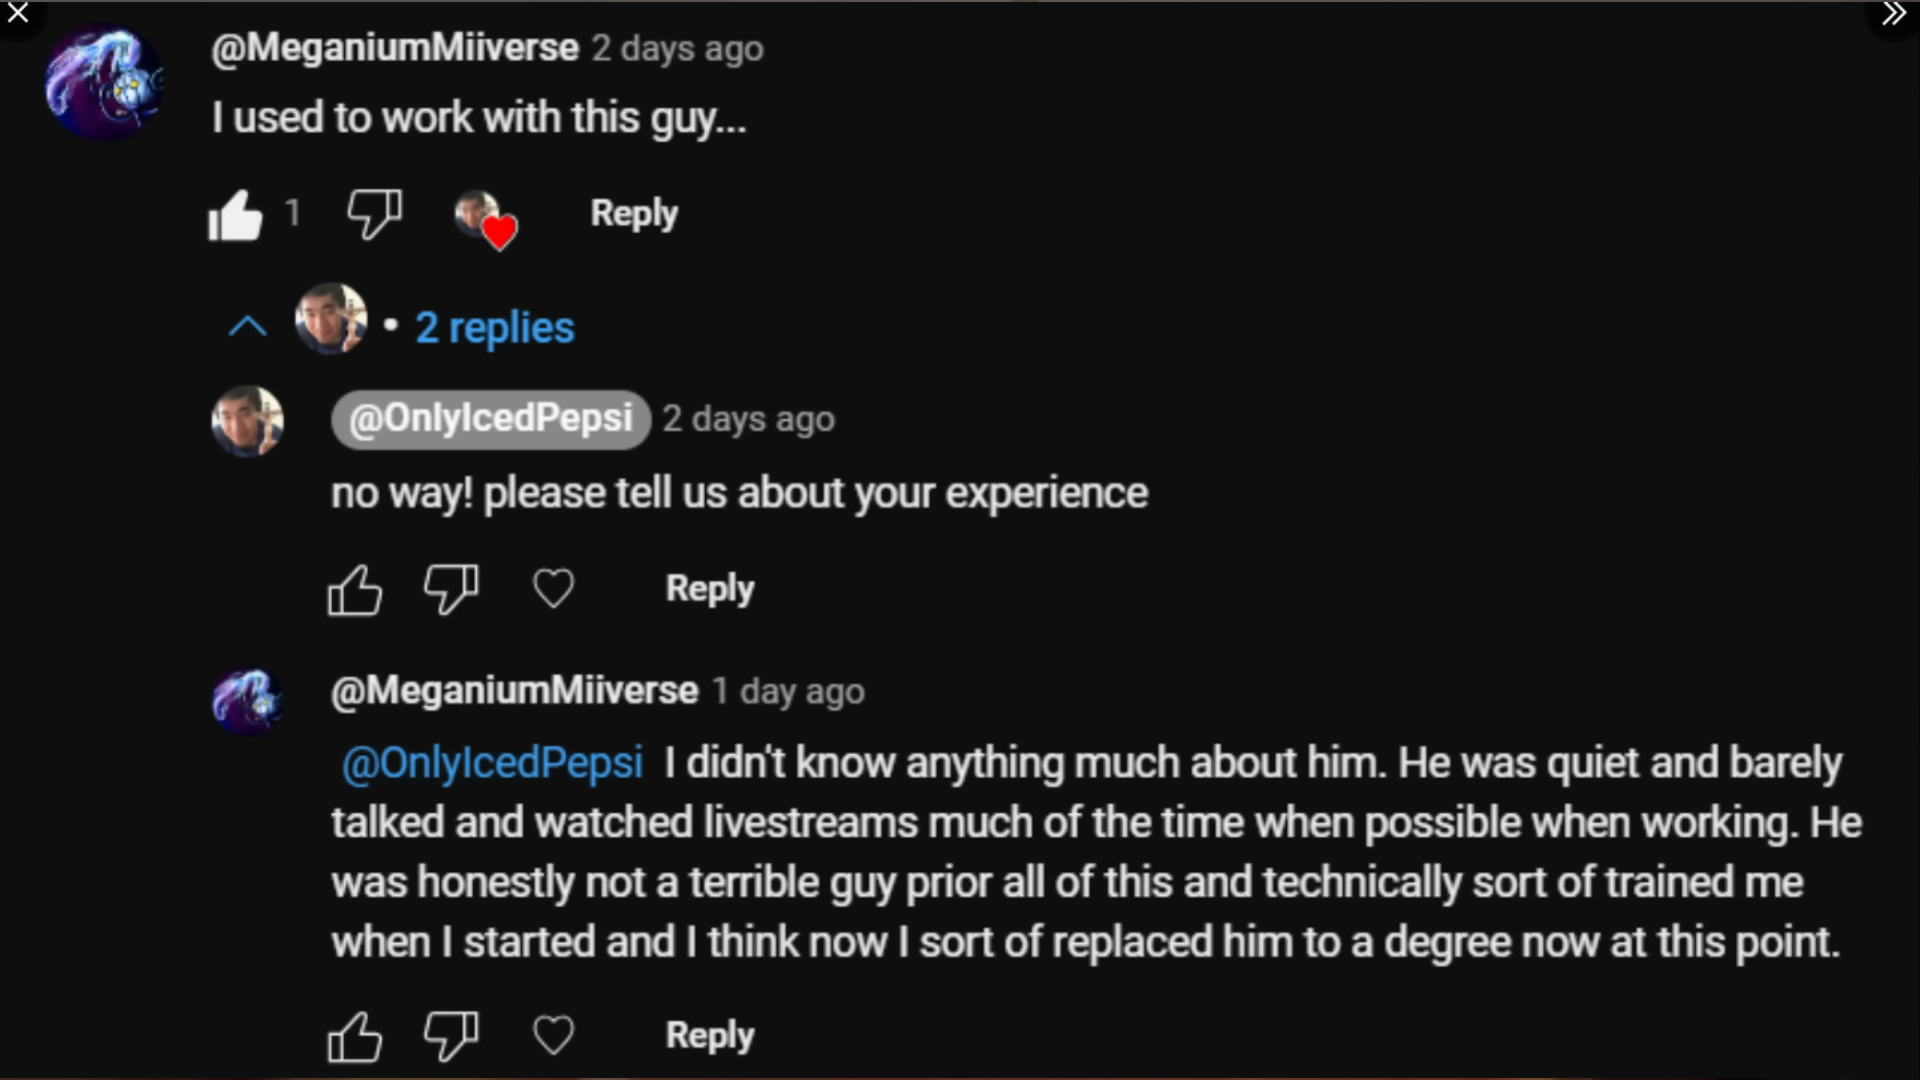 @MeganiumMiiverse 2 days ago
I used to work with this guy...
1 Reply
• 2 replies
@OnlyIcedPepsi 2 days ago
no way! please tell us about your experience
Reply
@MeganiumMiiverse 1 day ago
@OnlyIcedPepsi I didn't know anything much about him. He was quiet and barely
talked and watched livestreams much of the time when possible when working. He
was honestly not a terrible guy prior all of this and technically sort of trained me
when I started and I think now I sort of replaced him to a degree now at this point.
Reply